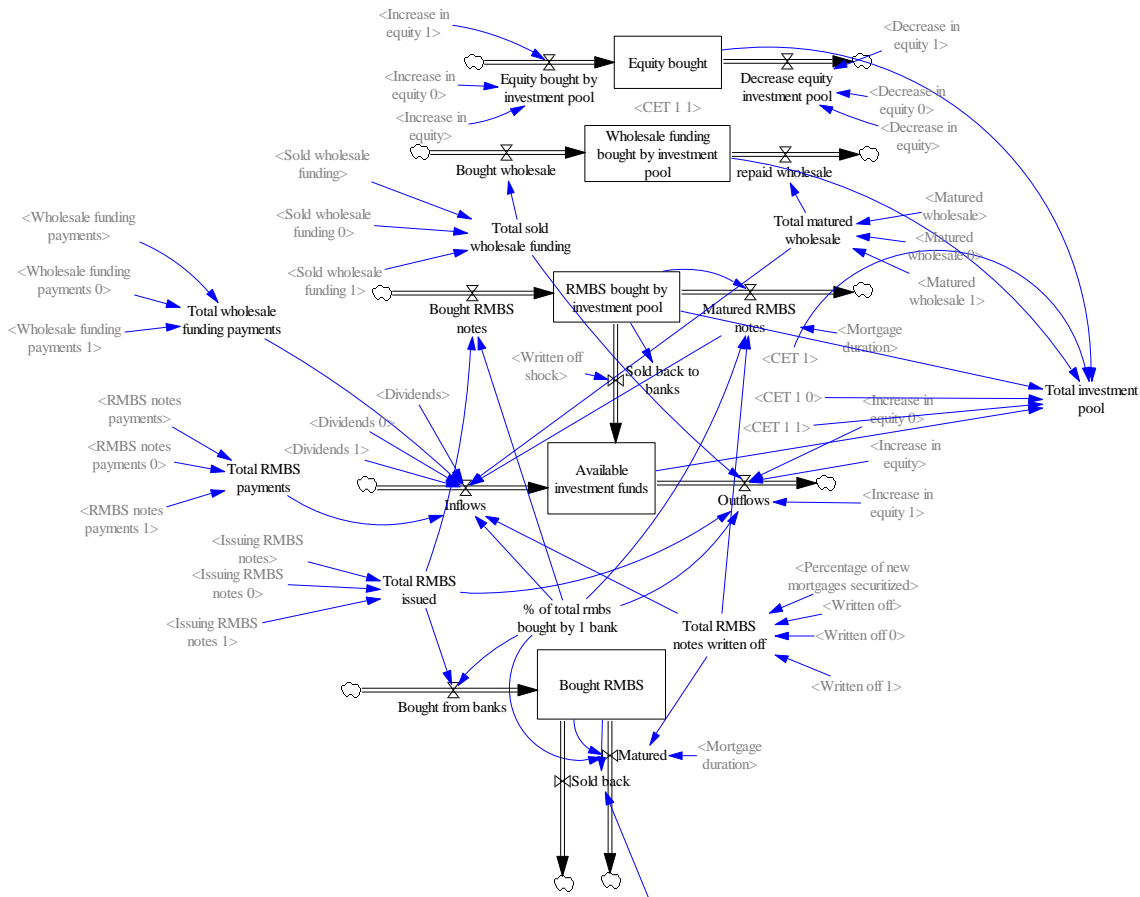 <Increase in
equity 1>
<Decrease in
equity 1>
Equity bought
<Increase in
equity 0>
Equity bought by
investment pool
Decrease equity
investment pool
<Decrease in
equity 0>
<CET 1 1>
<Increase in
equity>
<Decrease in
equity>
Wholesale funding
bought by investment
pool
<Sold wholesale
funding>
Bought wholesale
repaid wholesale
<Matured
wholesale>
<Wholesale funding
payments>
<Sold wholesale
funding 0>
Total sold
wholesale funding
Total matured
wholesale
<Matured
wholesale 0>
<Wholesale funding
payments 0>
<Sold wholesale
funding 1>
RMBS bought by
investment pool
<Matured
wholesale 1>
Total wholesale
funding payments
Bought RMBS
notes
Matured RMBS
notes
<Wholesale funding
payments 1>
<Mortgage
duration>
<Written off
shock>
<CET 1>
Sold back to
banks
<Dividends>
<CET 1 0>
Total investment
pool
<RMBS notes
payments>
<Dividends 0>
<Increase in
equity 0>
<CET 1 1>
<RMBS notes
payments 0>
<Dividends 1>
<Increase in
equity>
Total RMBS
payments
Available
investment funds
<RMBS notes
payments 1>
Inflows
Outflows
<Increase in
equity 1>
<Issuing RMBS
notes>
<Issuing RMBS
notes 0>
Total RMBS
issued
<Percentage of new
mortgages securitized>
<Written off>
% of total rmbs
bought by 1 bank
<Issuing RMBS
notes 1>
Total RMBS
notes written off
<Written off 0>
Bought RMBS
<Written off 1>
Bought from banks
Matured
<Mortgage
duration>
Sold back